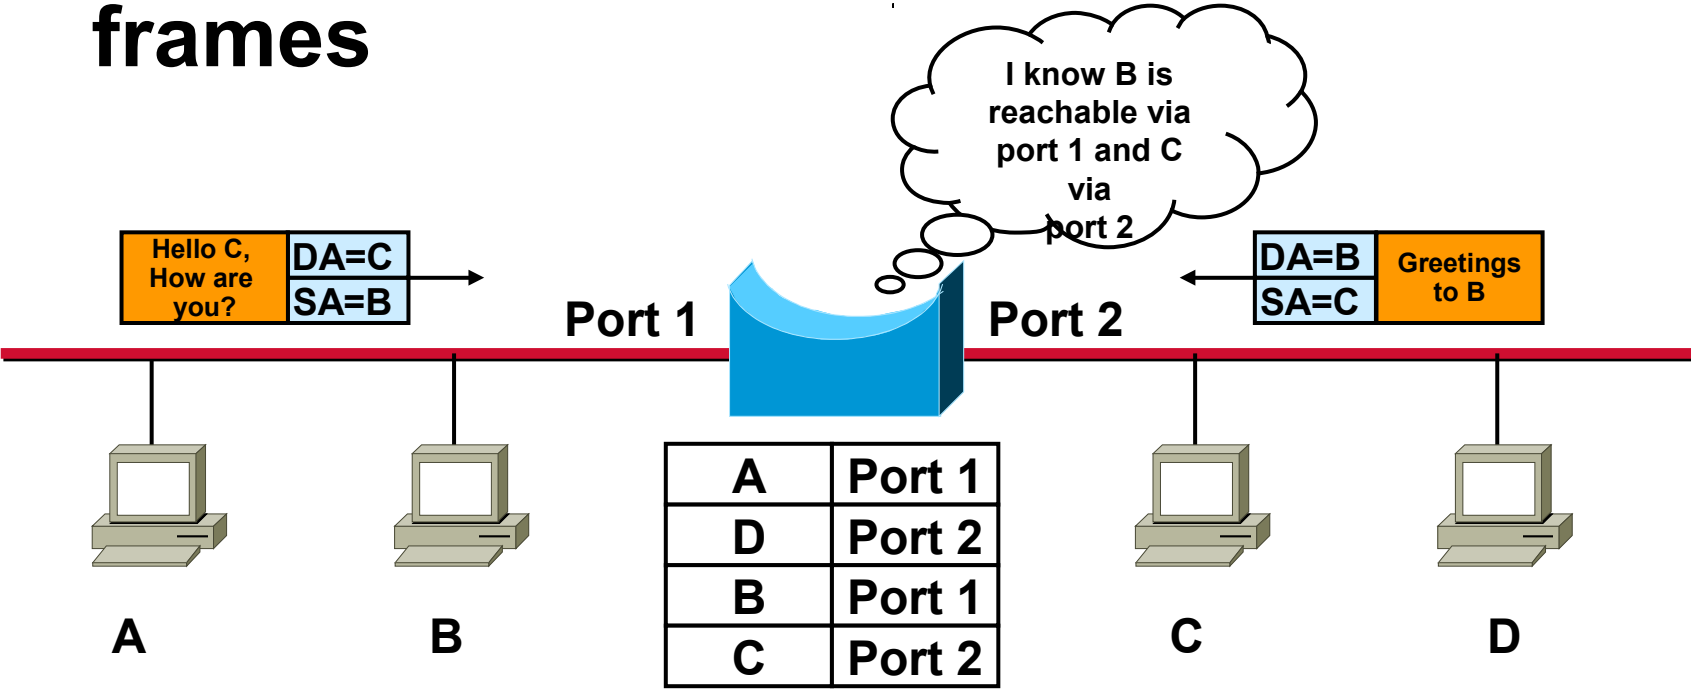 frames
I know B is
reachable via
port 1 and C
via
port 2
Hello C,
How are
you?
DA=C
SA=B
Port 1
Port 2
DA=B
SA=C
Greetings
to B
A Port 1
D Port 2
B Port 1
C Port 2
A
B
C
D